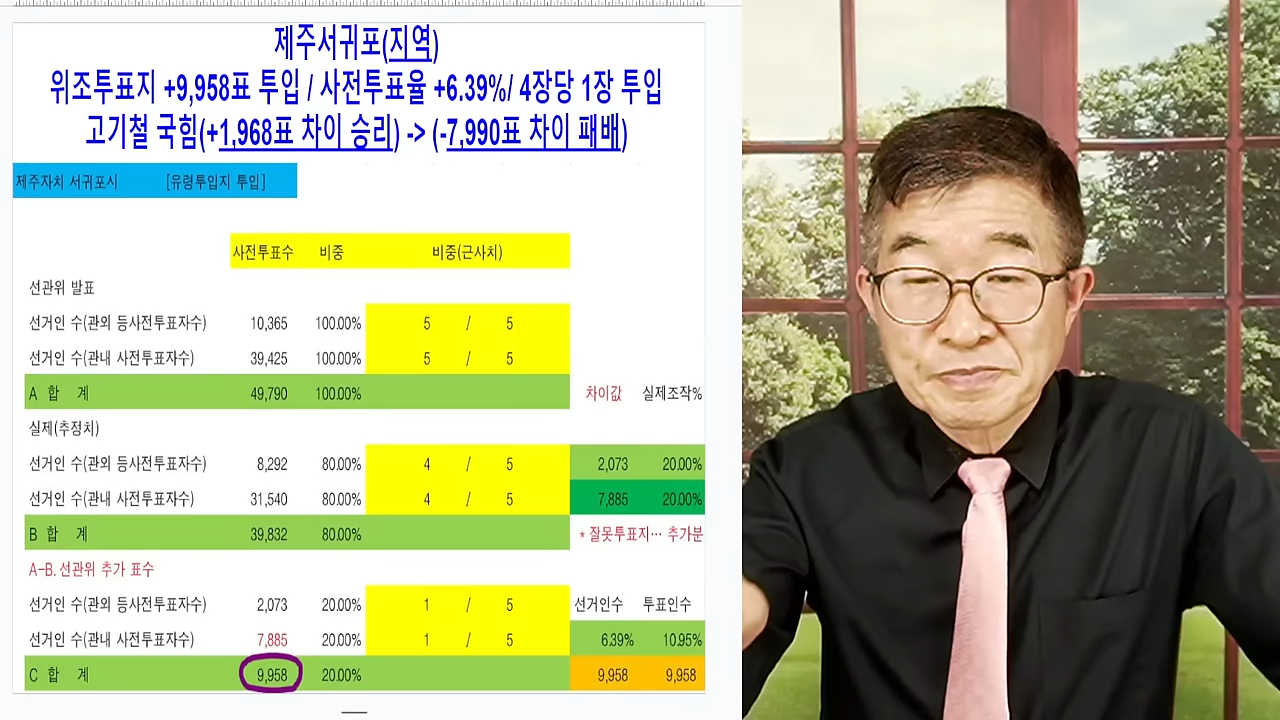 제주서귀포(지역)
위조투표지 +9,958표 투입 / 사전투표율 +6.39%/ 4장당 1장 투입
고기철 국힘(+1,968표 차이 승리) -> (-7,990표 차이 패배)
제주자치 서귀포시 [유령투입지 투입]
사전투표수 비중 비중(근사치)
선관위 발표
선거인 수(관외 등사전투표자수) 10,365 100.00% 5 / 5
선거인 수(관내 사전투표자수) 39,425 100.00% 5 / 5
A 합 계 49,790 100.00% 차이값 실제조작%
실제(추정치)
선거인 수(관외 등사전투표자수) 8,292 80.00% 4 / 5 2,073 20.00%
선거인 수(관내 사전투표자수) 31,540 80.00% 4 / 5 7,885 20.00%
B 합 계 39,832 80.00% * 잘못투표지… 추가분
A-B. 선관위 추가 표수
선거인 수(관외 등사전투표자수) 2,073 20.00% 1 / 5 선거인수 투표인수
선거인 수(관내 사전투표자수) 7,885 20.00% 1 / 5 6.39% 10.95%
C 합 계 9,958 20.00% 9,958 9,958